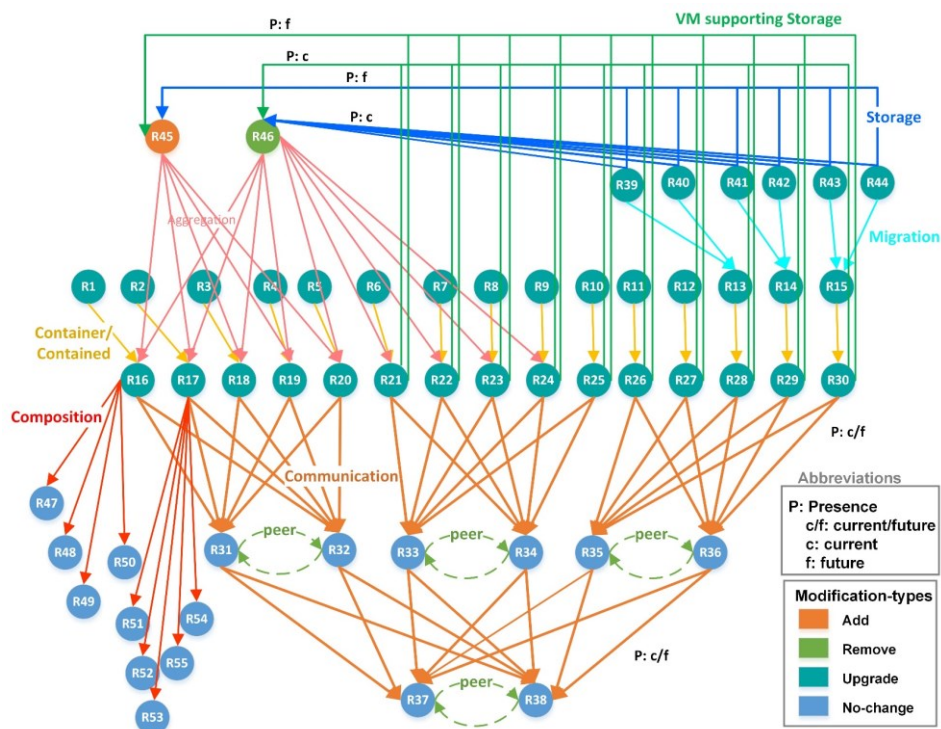 P: f
VM supporting Storage
P: c
P: f
P: c
Storage
R45
R46
R39
R40
R41
R42
R43
R44
Aggregation
Migration
R1
R2
R3
R4
R5
R6
R7
R8
R9
R10
R11
R12
R13
R14
R15
Container/
Contained
R16
R17
R18
R19
R20
R21
R22
R23
R24
R25
R26
R27
R28
R29
R30
Composition
P: c/f
Communication
R47
R48
R49
R50
R51
R52
R53
R54
R55
R31
peer
R32
R33
peer
R34
R35
peer
R36
P: c/f
R37
peer
R38
Abbreviations
P: Presence
c/f: current/future
c: current
f: future
Modification-types
Add
Remove
Upgrade
No-change